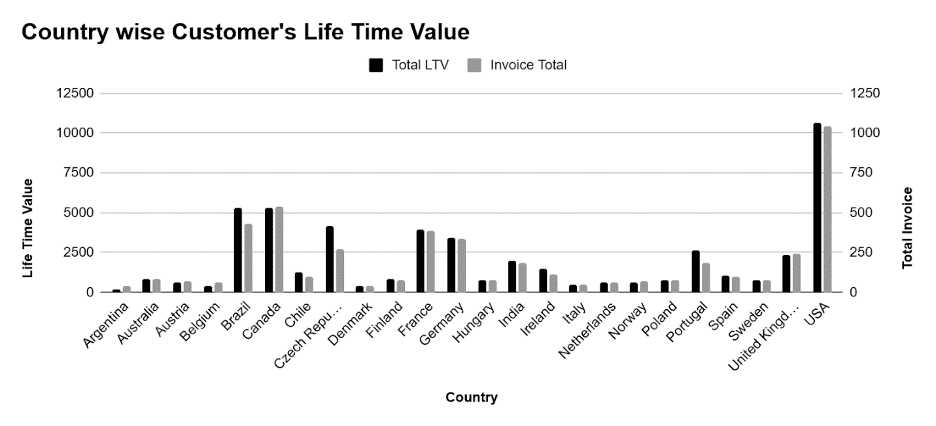 Country wise Customer's Life Time Value
Total LTV Invoice Total
Life Time Value
12500
10000
7500
5000
2500
0
1250
1000
750
500
250
0
Total Invoice
Argentina
Australia
Austria
Belgium
Brazil
Canada
Chile
Czech Repu…
Denmark
Finland
France
Germany
Hungary
India
Ireland
Italy
Netherlands
Norway
Poland
Portugal
Spain
Sweden
United Kingd…
USA
Country